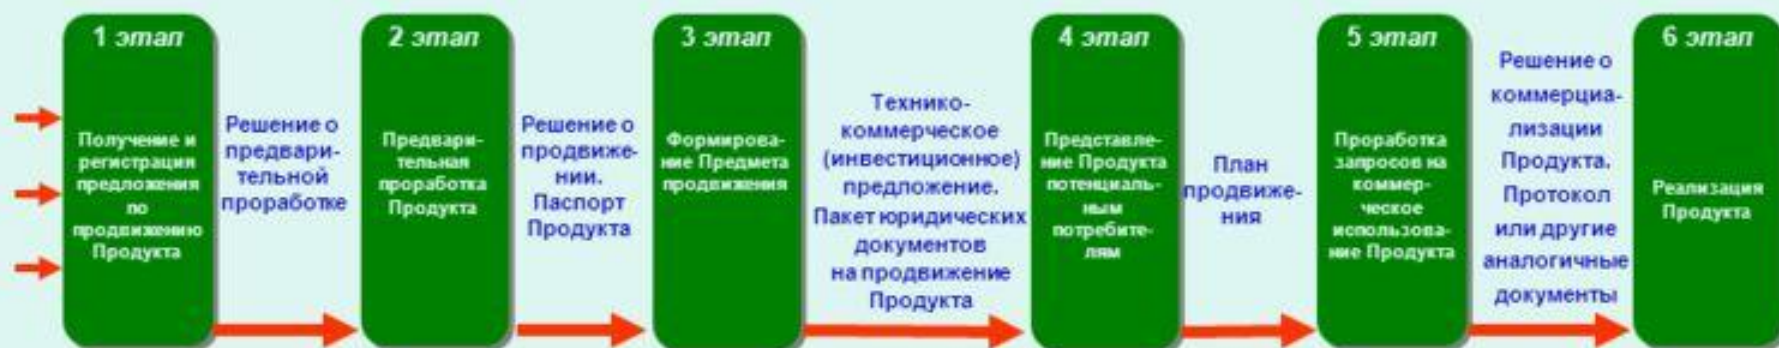 1 этап
Получение и
регистрация
предложения
по
продвижению
Продукта
Решение о
предвари-
тельной
проработке
2 этап
Предвари-
тельная
проработка
Продукта
Решение о
продвиже-
нии.
Паспорт
Продукта
3 этап
Формирова-
ние Предмета
продвижения
Технико-
коммерческое
(инвестиционное)
предложение.
Пакет юридических
документов
на продвижение
Продукта
4 этап
Представле-
ние Продукта
потенциаль-
ным
потребите-
лям
План
продвиже-
ния
5 этап
Проработка
запросов на
коммер-
ческое
использова-
ние Продукта
Решение о
коммерциа-
лизации
Продукта.
Протокол
или другие
аналогичные
документы
6 этап
Реализация
Продукта